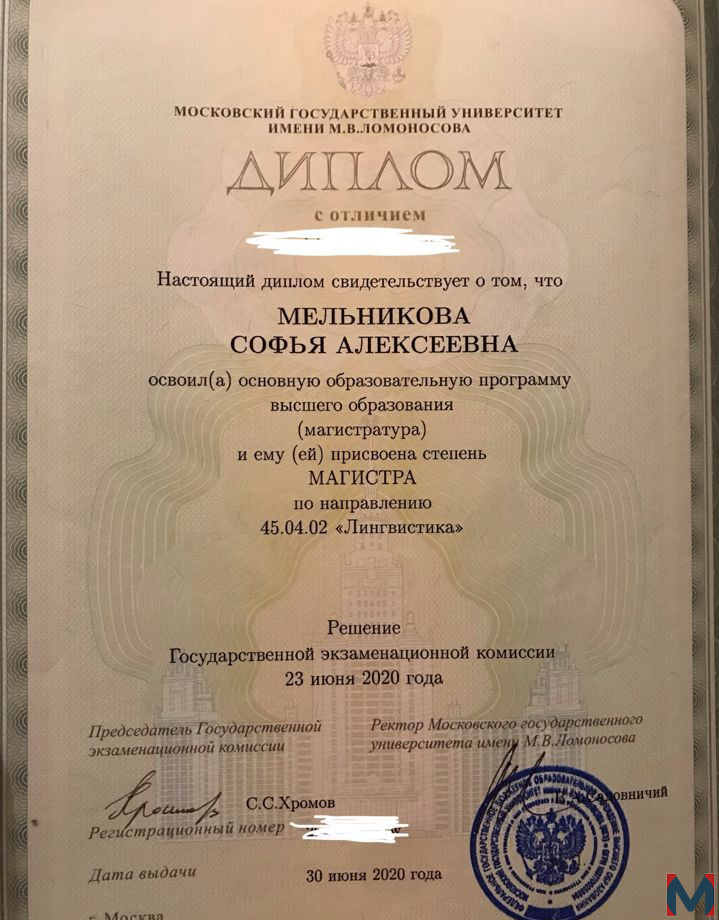 МОСКОВСКИЙ ГОСУДАРСТВЕННЫЙ УНИВЕРСИТЕТ
ИМЕНИ М.В.ЛОМОНОСОВА
ДИПЛОМ
с отличием
Настоящий диплом свидетельствует о том, что
МЕЛЬНИКОВА
СОФЬЯ АЛЕКСЕЕВНА
освоил(а) основную образовательную программу
высшего образования
(магистратура)
и ему (ей) присвоена степень
МАГИСТРА
по направлению
45.04.02 «Лингвистика»
Решение
Государственной экзаменационной комиссии
23 июня 2020 года
Председатель Государственной
экзаменационной комиссии
Ректор Московского государственного
университета имени М.В.Ломоносова
С.С.Хромов
Регистрационный номер
Дата выдачи
30 июня 2020 года
г. Москва
М